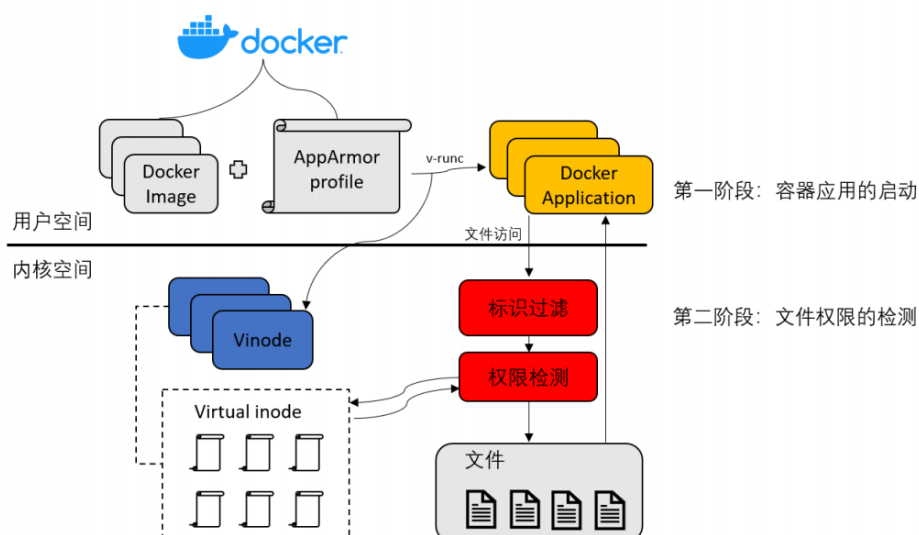 docker
Docker
Image
AppArmor
profile
v-runc
Docker
Application
第一阶段：容器应用的启动
用户空间
文件访问
内核空间
标识过滤
第二阶段：文件权限的检测
Vinode
权限检测
Virtual inode
文件